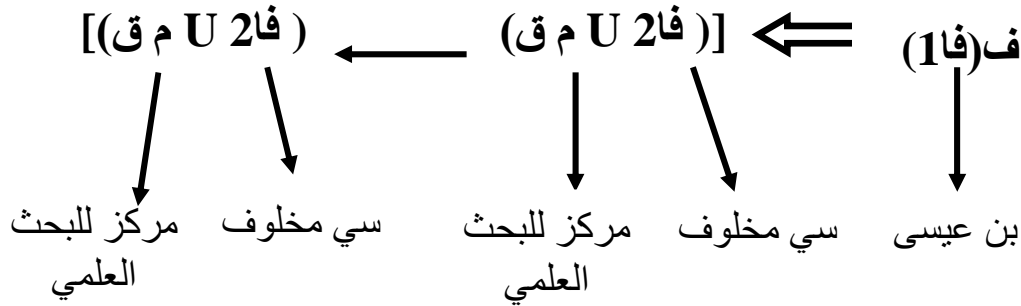 ف(فا1) [( فا2 U م ق) ( فا2 U م ق)]
بن عيسى سي مخلوف مركز للبحث العلمي سي مخلوف مركز للبحث العلمي